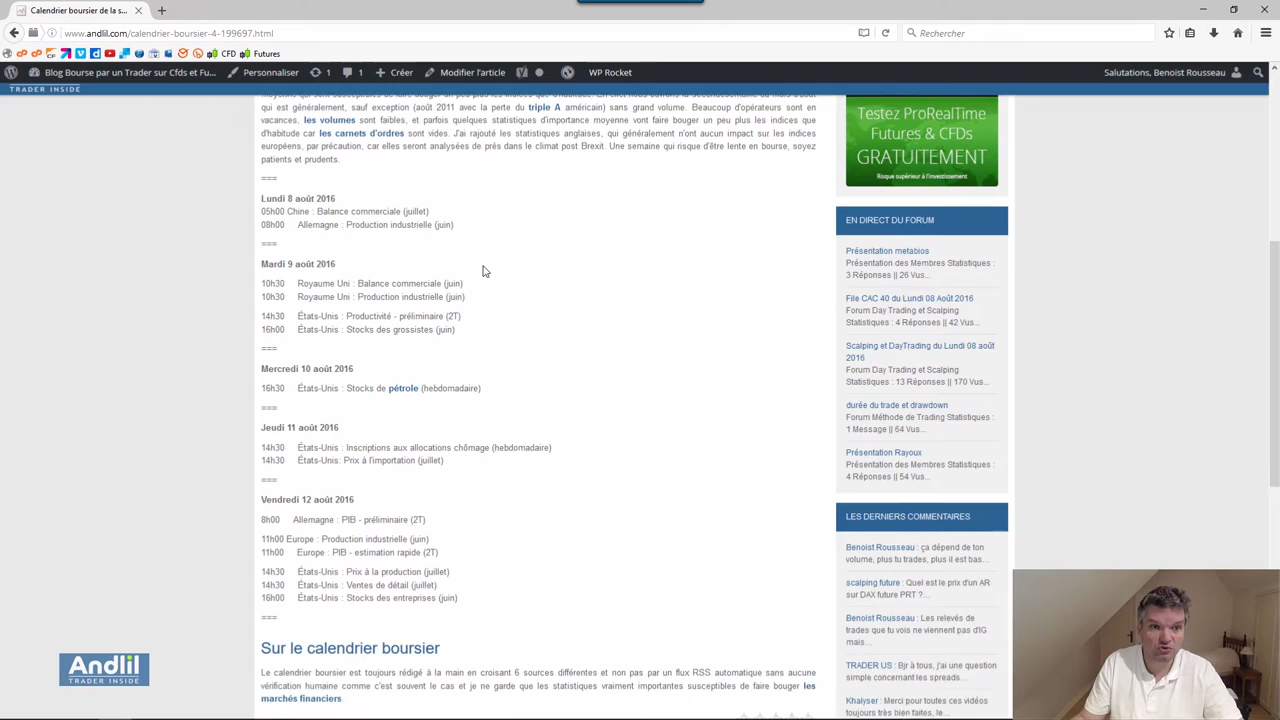 Calendrier boursier de la s...
www.andlil.com/calendrier-boursier-4-199697.html
Rechercher
CFD
Futures
Blog Bourse par un Trader sur Cfds et Fu...
Personnaliser
1
1
Créer
Modifier l'article
WP Rocket
Salutations, Benoist Rousseau
TRADER INSIDE
qui est généralement, sauf exception (août 2011 avec la perte du triple A américain) sans grand volume. Beaucoup d'opérateurs sont en
vacances, les volumes sont faibles, et parfois quelques statistiques d'importance moyenne vont faire bouger un peu plus les indices que
d'habitude car les carnets d'ordres sont vides. J'ai rajouté les statistiques anglaises, qui généralement n'ont aucun impact sur les indices
européens, par précaution, car elles seront analysées de près dans le climat post Brexit. Une semaine qui risque d'être lente en bourse, soyez
patients et prudents.
===
Lundi 8 août 2016
05h00 Chine : Balance commerciale (juillet)
08h00 Allemagne : Production industrielle (juin)
===
Mardi 9 août 2016
10h30 Royaume Uni : Balance commerciale (juin)
10h30 Royaume Uni : Production industrielle (juin)
14h30 États-Unis : Productivité - préliminaire (2T)
16h00 États-Unis : Stocks des grossistes (juin)
===
Mercredi 10 août 2016
16h30 États-Unis : Stocks de pétrole (hebdomadaire)
===
Jeudi 11 août 2016
14h30 États-Unis : Inscriptions aux allocations chômage (hebdomadaire)
14h30 États-Unis: Prix à l'importation (juillet)
===
Vendredi 12 août 2016
8h00 Allemagne : PIB - préliminaire (2T)
11h00 Europe : Production industrielle (juin)
11h00 Europe : PIB - estimation rapide (2T)
14h30 États-Unis : Prix à la production (juillet)
14h30 États-Unis : Ventes de détail (juillet)
16h00 États-Unis : Stocks des entreprises (juin)
===
Sur le calendrier boursier
Le calendrier boursier est toujours rédigé à la main en croisant 6 sources différentes et non pas par un flux RSS automatique sans aucune
vérification humaine comme c'est souvent le cas et je ne garde que les statistiques vraiment importantes susceptibles de faire bouger les
marchés financiers.
Testez ProRealTime
Futures & CFDs
GRATUITEMENT
Risque supérieur à l'investissement
EN DIRECT DU FORUM
Présentation metabios
Présentation des Membres Statistiques :
3 Réponses || 26 Vus...
File CAC 40 du Lundi 08 Août 2016
Forum Day Trading et Scalping
Statistiques : 4 Réponses || 42 Vus...
Scalping et DayTrading du Lundi 08 août
2016
Forum Day Trading et Scalping
Statistiques : 13 Réponses || 170 Vus...
durée du trade et drawdown
Forum Méthode de Trading Statistiques :
1 Message || 64 Vus...
Présentation Rayoux
Présentation des Membres Statistiques :
4 Réponses || 54 Vus...
LES DERNIERS COMMENTAIRES
Benoist Rousseau : ça dépend de ton
volume, plus tu trades, plus il est bas...
scalping future : Quel est le prix d'un AR
sur DAX future PRT ?...
Benoist Rousseau : Les relevés de
trades que tu vois ne viennent pas d'IG
mais...
TRADER US : Bjr à tous, j'ai une question
simple concernant les spreads...
Khalyser : Merci pour toutes ces vidéos
toujours très bien faites, le...
Andlil
TRADER INSIDE